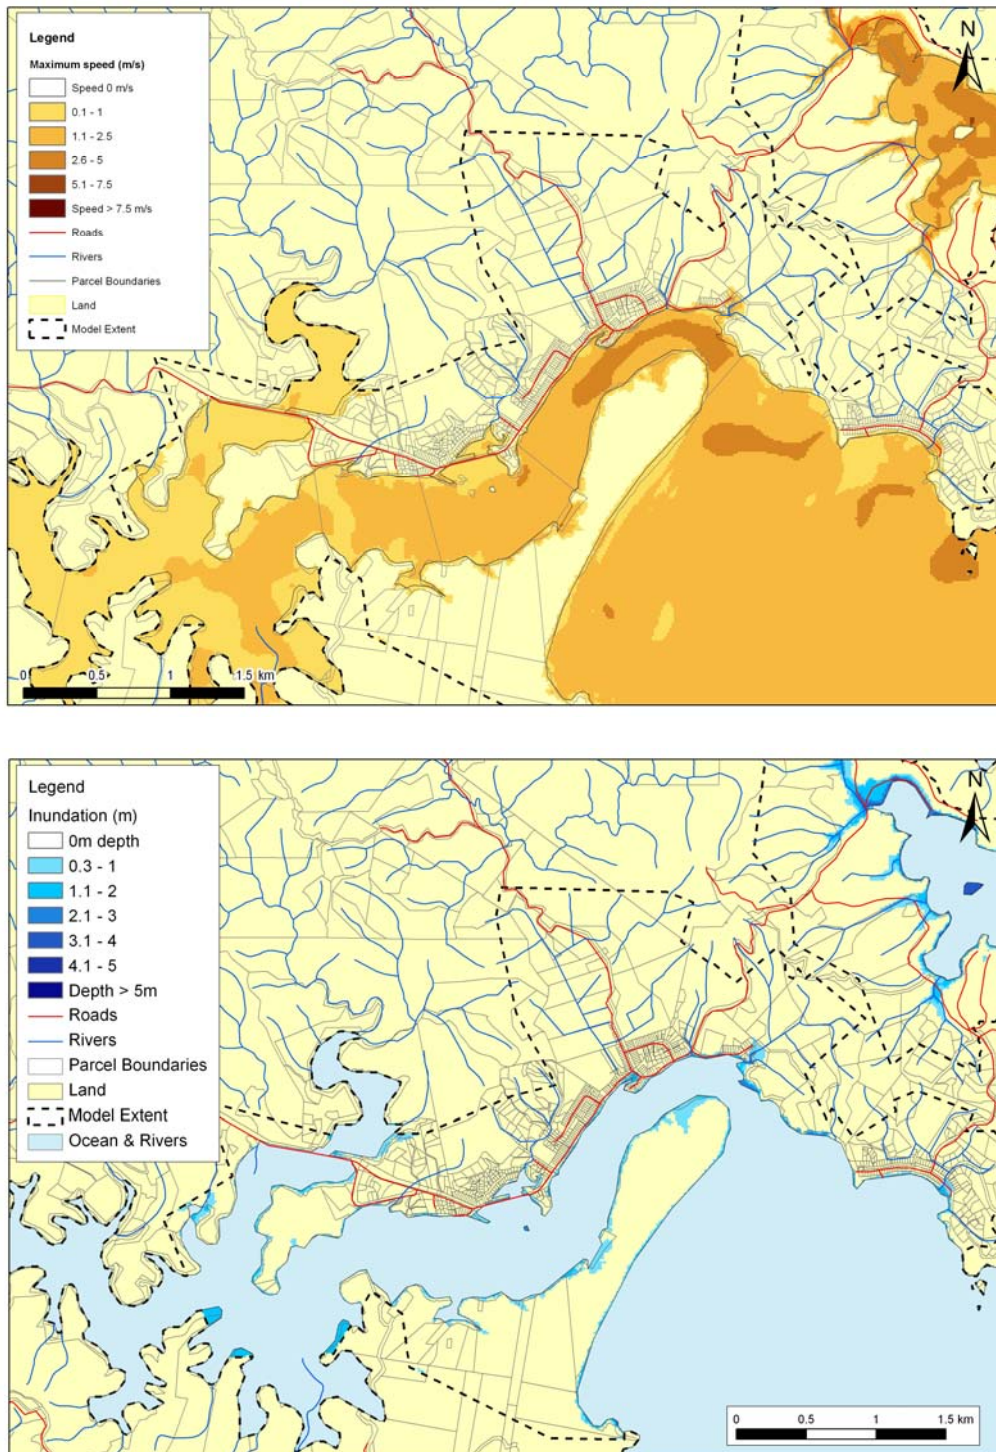 Legend
Maximum speed (m/s)
Speed 0 m/s
0.1 - 1
1.1 - 2.5
2.6 - 5
5.1 - 7.5
Speed > 7.5 m/s
Roads
Rivers
Parcel Boundaries
Land
Model Extent
N
0 0.5 1 1.5 km
Legend
Inundation (m)
0m depth
0.3 - 1
1.1 - 2
2.1 - 3
3.1 - 4
4.1 - 5
Depth > 5m
Roads
Rivers
Parcel Boundaries
Land
Model Extent
Ocean & Rivers
N
0 0.5 1 1.5 km